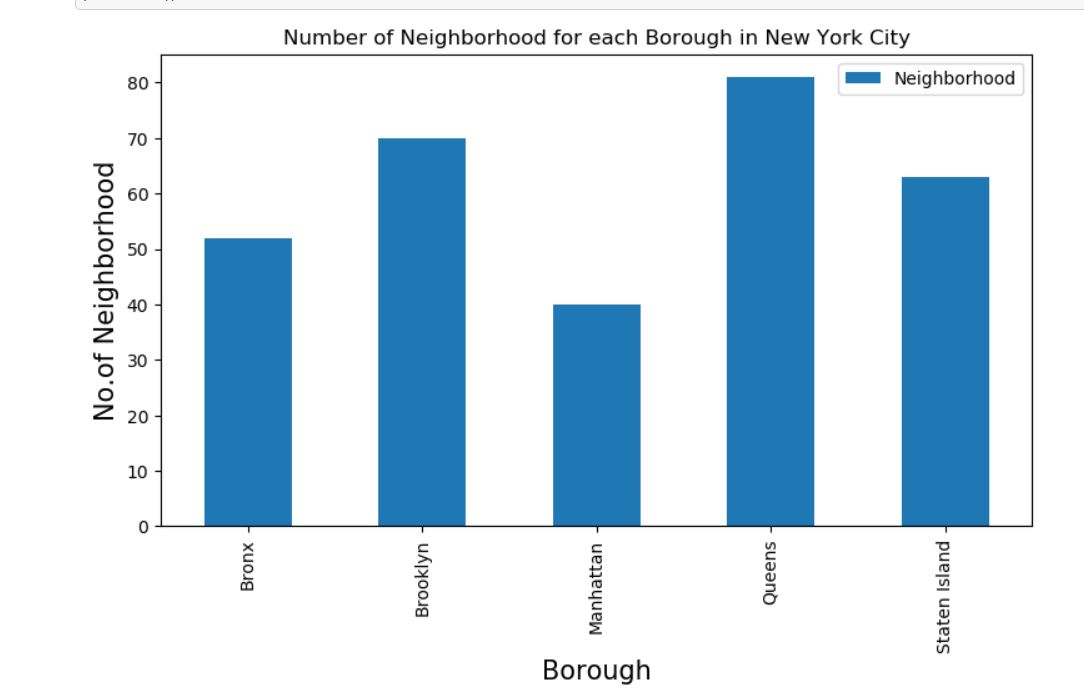 Number of Neighborhood for each Borough in New York City
Neighborhood
No.of Neighborhood
80
70
60
50
40
30
20
10
0
Bronx
Brooklyn
Manhattan
Queens
Staten Island
Borough